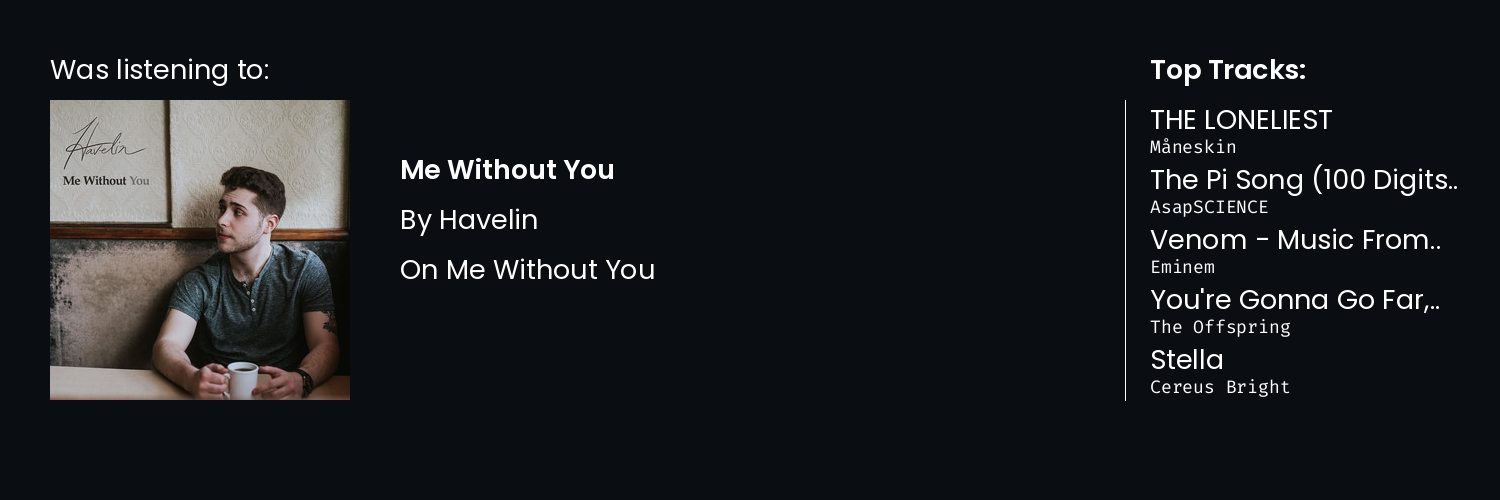 Was listening to:
Havelin
Me Without You
Me Without You
By Havelin
On Me Without You
Top Tracks:
THE LONELIEST
Måneskin
The Pi Song (100 Digits..
AsapSCIENCE
Venom - Music From..
Eminem
You're Gonna Go Far,..
The Offspring
Stella
Cereus Bright